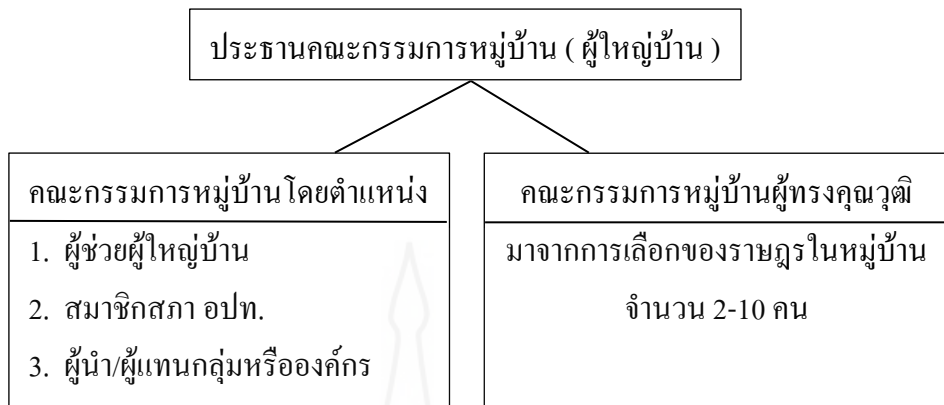 ประธานคณะกรรมการหมู่บ้าน ( ผู้ใหญ่บ้าน )
คณะกรรมการหมู่บ้านโดยตำแหน่ง
1. ผู้ช่วยผู้ใหญ่บ้าน
2. สมาชิกสภา อปท.
3. ผู้นำ/ผู้แทนกลุ่มหรือองค์กร
คณะกรรมการหมู่บ้านผู้ทรงคุณวุฒิ
มาจากการเลือกของราษฎรในหมู่บ้าน
จำนวน 2-10 คน